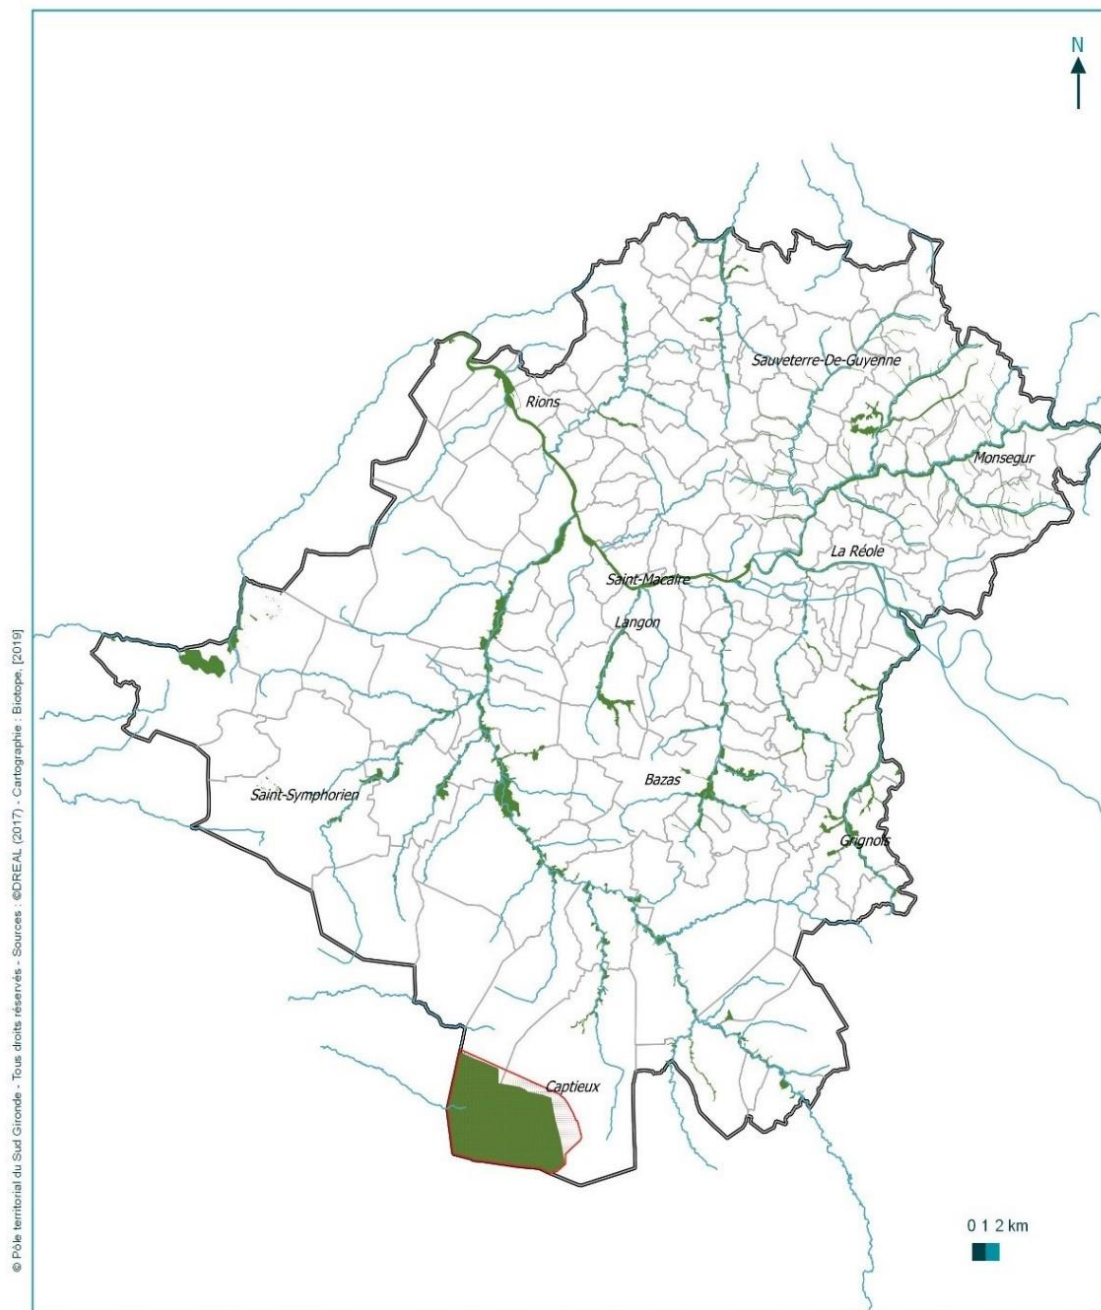 N
Sauveterre-De-Guyenne
Rions
Monsegur
La Réole
Saint-Macaire
Langon
Bazas
Saint-Symphorien
Grignols
Captieux
0 1 2 km
© Pôle territorial du Sud Gironde - Tous droits réservés - Sources : ©DREAL (2017) - Cartographie : Biotope, [2019]